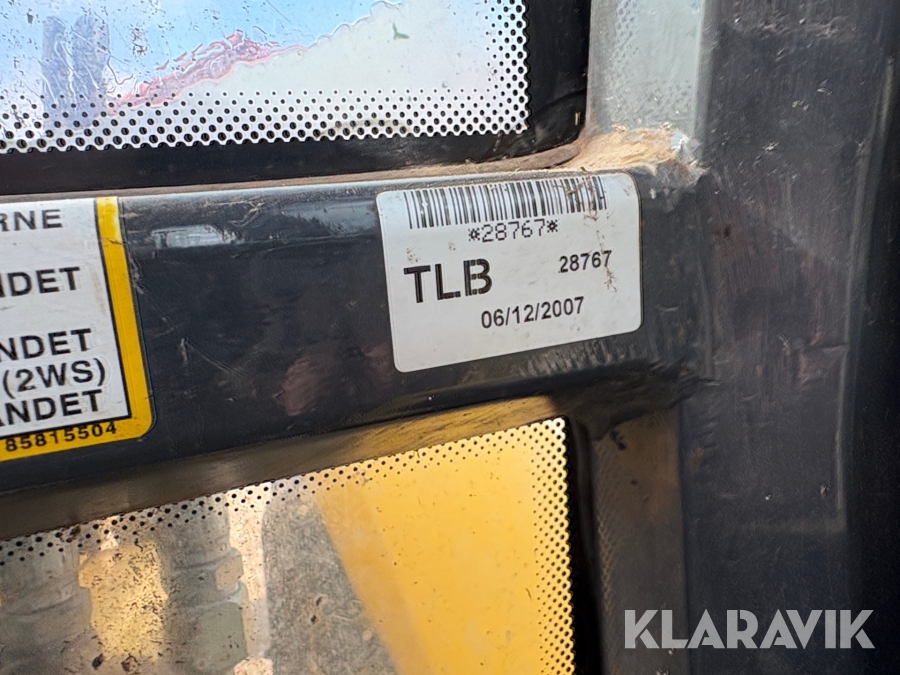 RNE
NDET
NDET
(2WS)
ANDET
85815504
*28767*
TLB 28767
06/12/2007
KLARAVIK